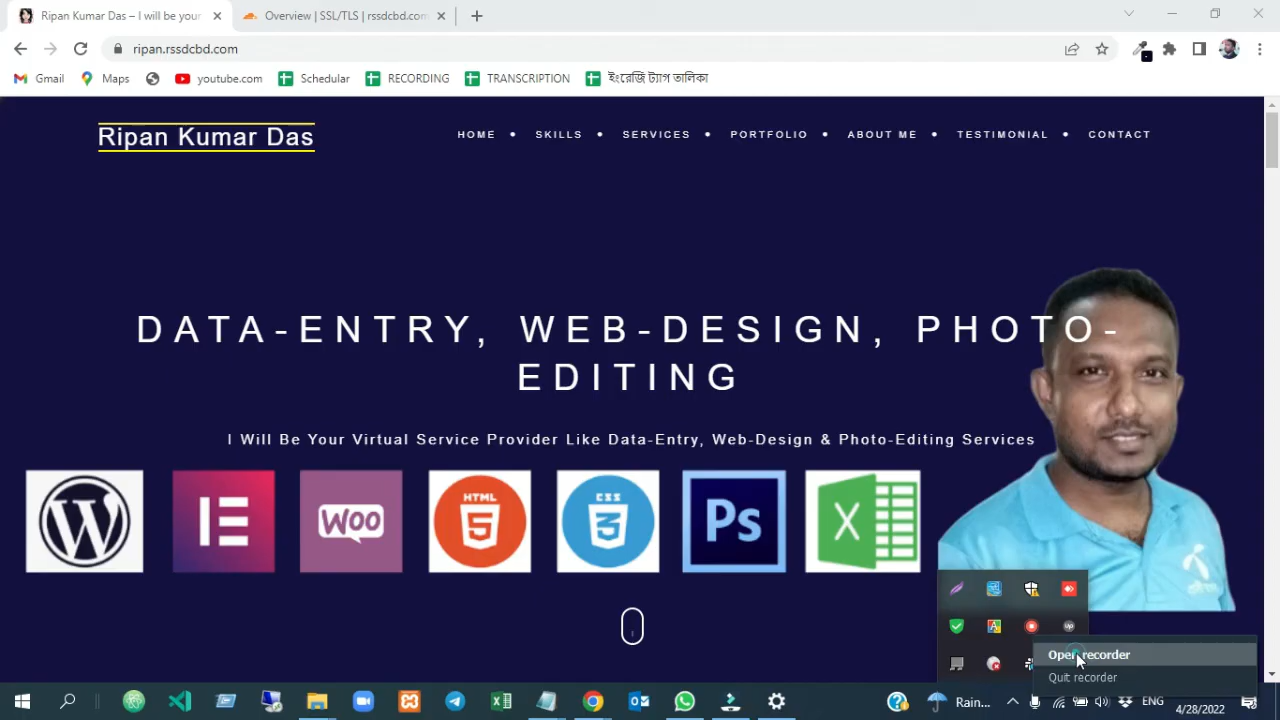 Ripan Kumar Das – I will be your
Overview | SSL/TLS | rssdcbd.com
ripan.rssdcbd.com
Gmail
Maps
youtube.com
Schedular
RECORDING
TRANSCRIPTION
ইংরেজি ট্যাগ তালিকা
Ripan Kumar Das
HOME • SKILLS • SERVICES • PORTFOLIO • ABOUT ME • TESTIMONIAL • CONTACT
DATA-ENTRY, WEB-DESIGN, PHOTO-
EDITING
I Will Be Your Virtual Service Provider Like Data-Entry, Web-Design & Photo-Editing Services
Woo
HTML
5
CSS
3
Ps
X
Up
Open recorder
Quit recorder
Rain...
ENG
4/28/2022